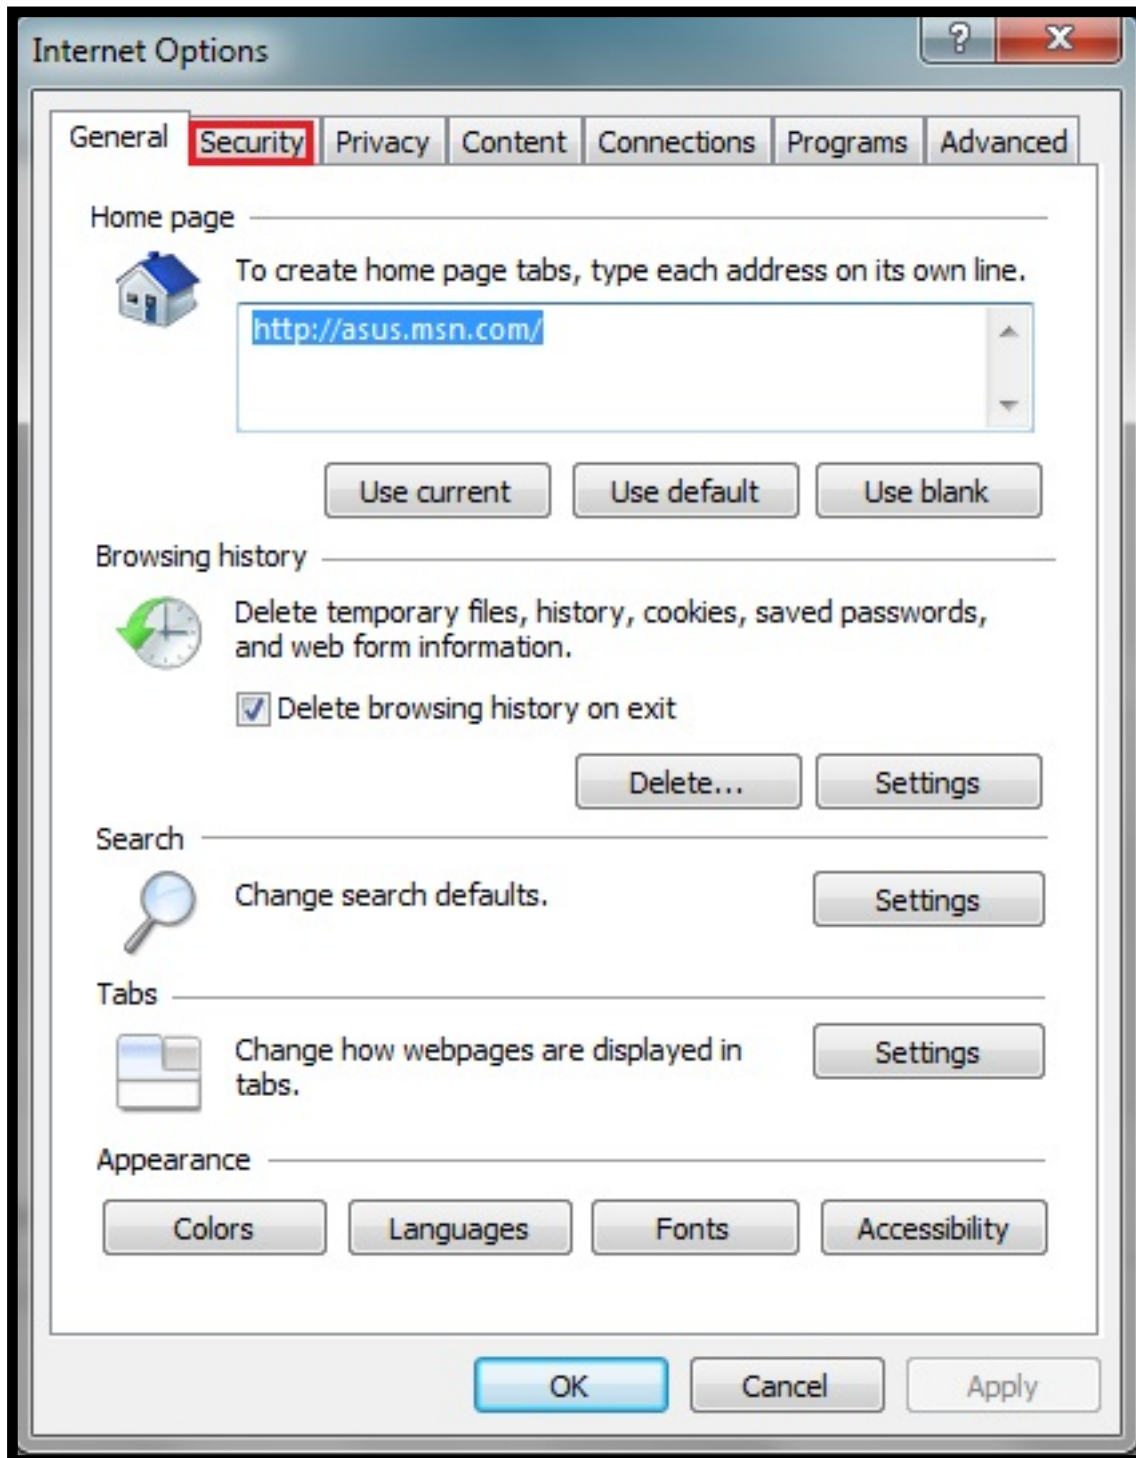 Internet Options
General Security Privacy Content Connections Programs Advanced
Home page
To create home page tabs, type each address on its own line.
http://asus.msn.com/
Use current Use default Use blank
Browsing history
Delete temporary files, history, cookies, saved passwords,
and web form information.
Delete browsing history on exit
Delete... Settings
Search
Change search defaults. Settings
Tabs
Change how webpages are displayed in Settings
tabs.
Appearance
Colors Languages Fonts Accessibility
OK Cancel Apply